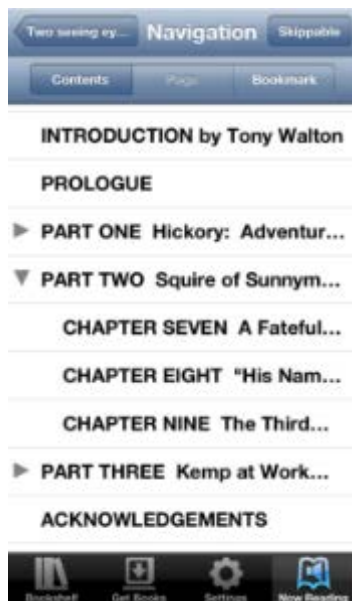 Two seeing ey...
Navigation
Skippable
Contents
Page
Bookmark
INTRODUCTION by Tony Walton
PROLOGUE
PART ONE Hickory: Adventur...
PART TWO Squire of Sunnym...
CHAPTER SEVEN A Fateful...
CHAPTER EIGHT "His Nam...
CHAPTER NINE The Third...
PART THREE Kemp at Work...
ACKNOWLEDGEMENTS
Bookshelf
Get Books
Settings
Now Reading